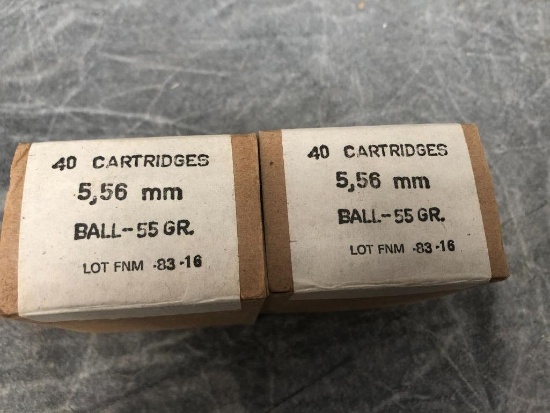 40 CARTRIDGES
5,56 mm
BALL-55 GR.
LOT FNM -83-16
40 CARTRIDGES
5,56 mm
BALL-55 GR.
LOT FNM -83-16